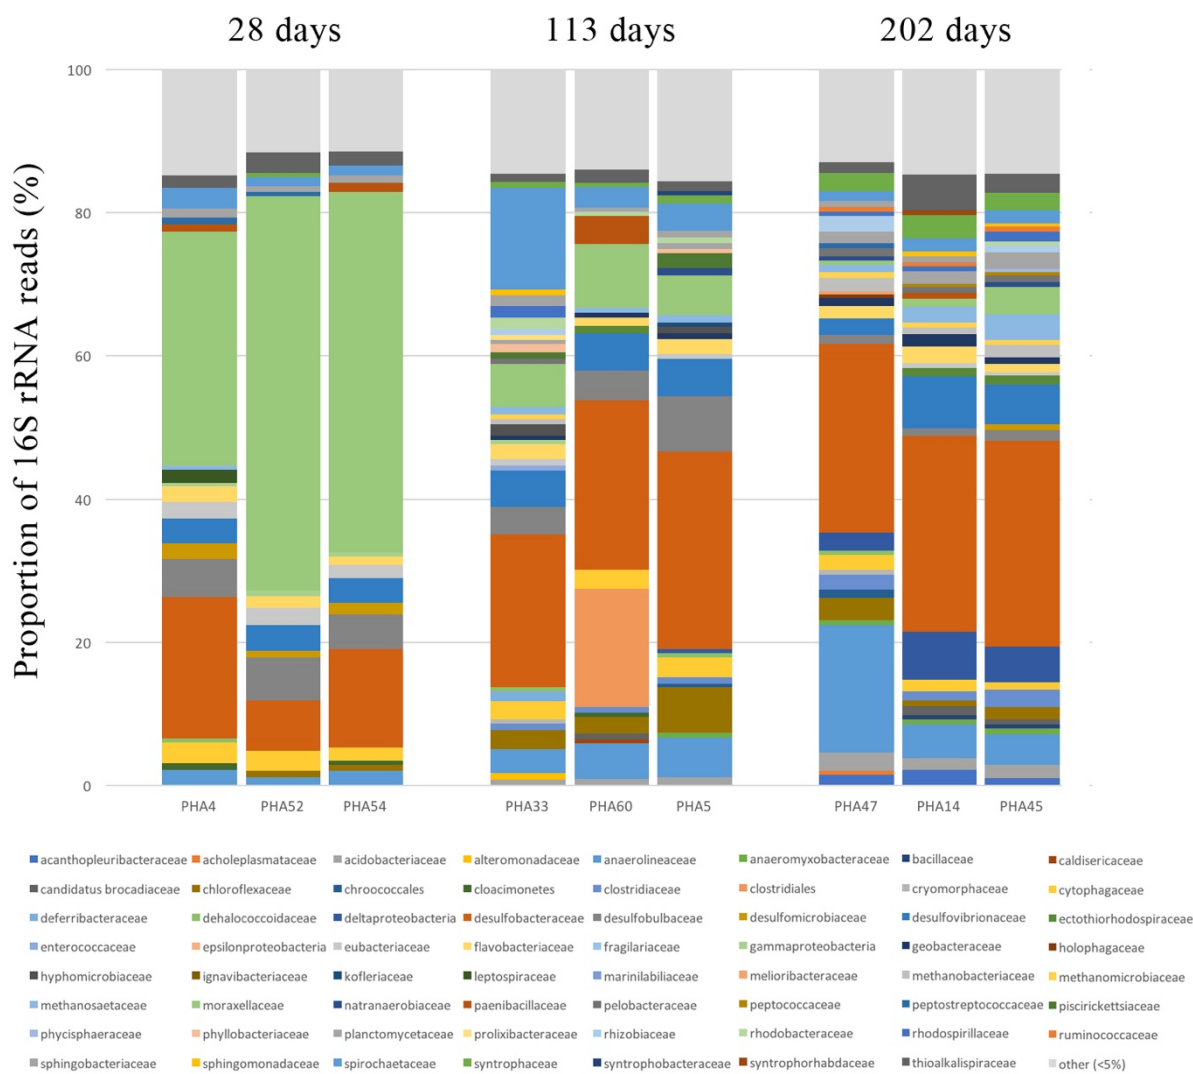 28 days 113 days 202 days
Proportion of 16S rRNA reads (%)
100
80
60
40
20
0
PHA4 PHA52 PHA54 PHA33 PHA60 PHA5 PHA47 PHA14 PHA45
acanthopleuribacteraceae acholeplasmataceae acidobacteriaceae alteromonadaceae anaerolineaceae anaeromyxobacteraceae bacillaceae caldisericaceae
candidatus brocadiaceae chloroflexaceae chroococcales cloacimonetes clostridiaceae clostridiales cryomorphaceae cytophagaceae
deferribacteraceae dehalococcoidaceae deltaproteobacteria desulfobacteraceae desulfobulbaceae desulfomicrobiaceae desulfovibrionaceae ectothiorhodospiraceae
enterococcaceae epsilonproteobacteria eubacteriaceae flavobacteriaceae fragilariaceae gammaproteobacteria geobacteraceae holophagaceae
hyphomicrobiaceae ignavibacteriaceae kofleriaceae leptospiraceae marinilabiliaceae melioribacteraceae methanobacteriaceae methanomicrobiaceae
methanosaetaceae moraxellaceae natranaerobiaceae paenibacillaceae pelobacteraceae peptococcaceae peptostreptococcaceae piscirickettsiaceae
phycisphaeraceae phyllobacteriaceae planctomycetaceae prolixibacteraceae rhizobiaceae rhodobacteraceae rhodospirillaceae ruminococcaceae
sphingobacteriaceae sphingomonadaceae spirochaetaceae syntrophaceae syntrophobacteraceae syntrophorhabdaceae thioalkalispiraceae other (<5%)